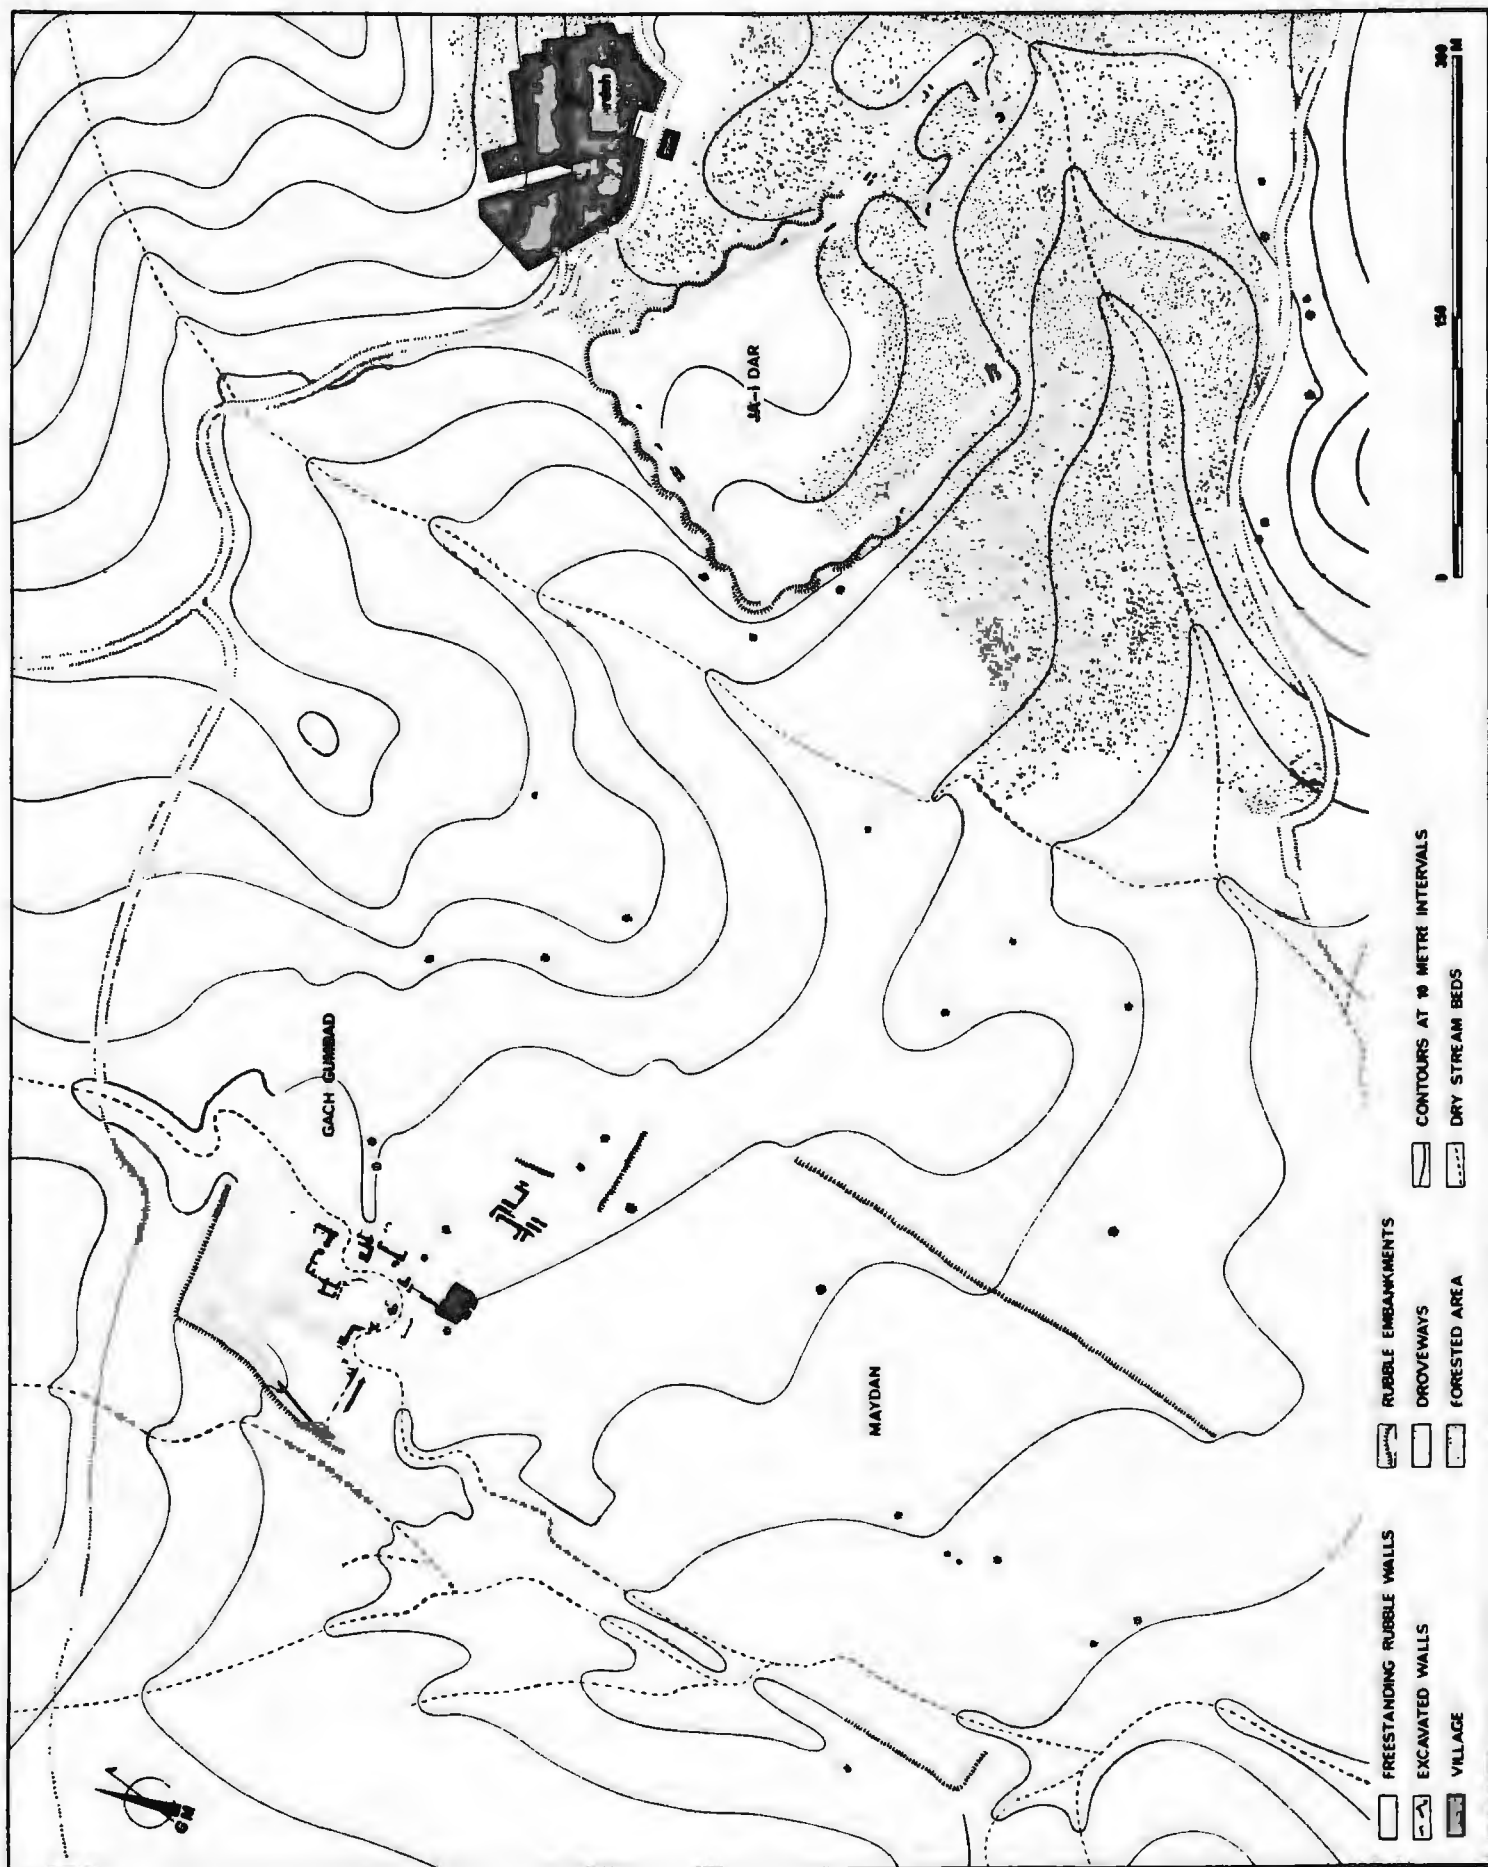 JA-I DAR
GACH GUMBAD
MAYDAN
G M
0 150 300
M
FREESTANDING RUBBLE WALLS
EXCAVATED WALLS
VILLAGE
RUBBLE EMBANKMENTS
DROVEWAYS
FORESTED AREA
CONTOURS AT 10 METRE INTERVALS
DRY STREAM BEDS